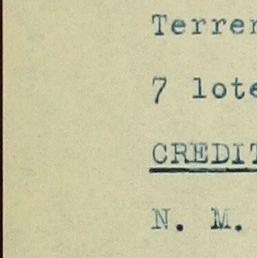 Terren
7 lote
CREDIT
N. M.